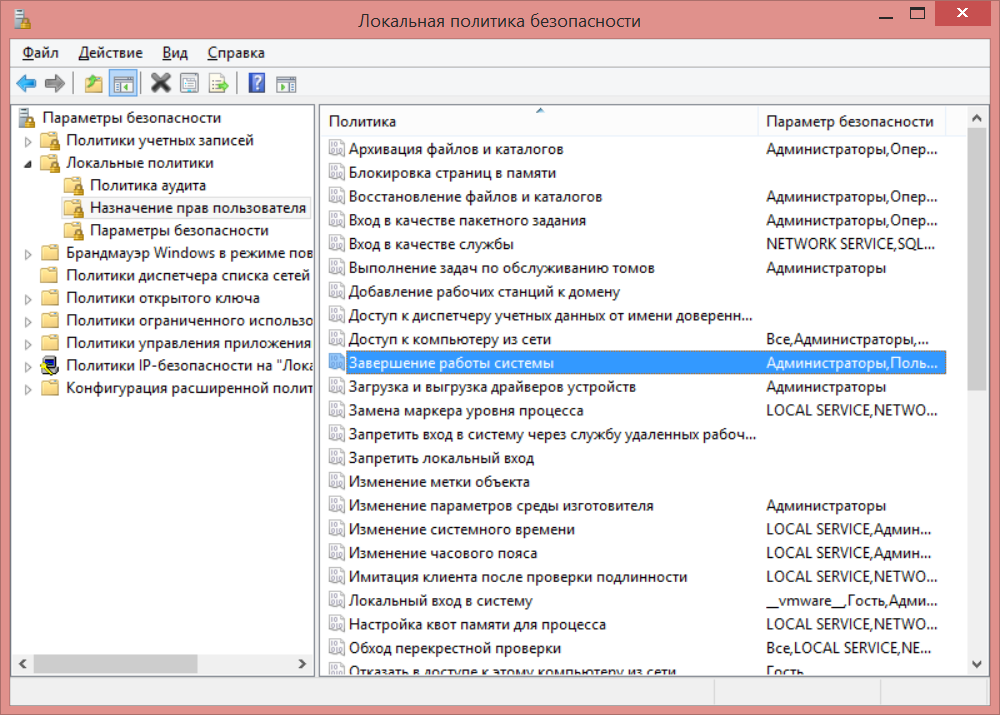 Локальная политика безопасности
Файл Действие Вид Справка
Параметры безопасности
Политики учетных записей
Локальные политики
Политика аудита
Назначение прав пользователя
Параметры безопасности
Брандмауэр Windows в режиме пов
Политики диспетчера списка сетей
Политики открытого ключа
Политики ограниченного использо
Политики управления приложения
Политики IP-безопасности на "Лока
Конфигурация расширенной полит
Политика Параметр безопасности
Архивация файлов и каталогов Администраторы,Опер...
Блокировка страниц в памяти
Восстановление файлов и каталогов Администраторы,Опер...
Вход в качестве пакетного задания Администраторы,Опер...
Вход в качестве службы NETWORK SERVICE,SQL...
Выполнение задач по обслуживанию томов Администраторы
Добавление рабочих станций к домену
Доступ к диспетчеру учетных данных от имени доверенн...
Доступ к компьютеру из сети Все,Администраторы,...
Завершение работы системы Администраторы,Поль...
Загрузка и выгрузка драйверов устройств Администраторы
Замена маркера уровня процесса LOCAL SERVICE,NETWO...
Запретить вход в систему через службу удаленных рабоч...
Запретить локальный вход
Изменение метки объекта
Изменение параметров среды изготовителя Администраторы
Изменение системного времени LOCAL SERVICE,Админ...
Изменение часового пояса LOCAL SERVICE,Админ...
Имитация клиента после проверки подлинности LOCAL SERVICE,NETWO...
Локальный вход в систему __vmware__,Гость,Адми...
Настройка квот памяти для процесса LOCAL SERVICE,NETWO...
Обход перекрестной проверки Все,LOCAL SERVICE,NE...
Отказать в доступе к этому компьютеру из сети Гость